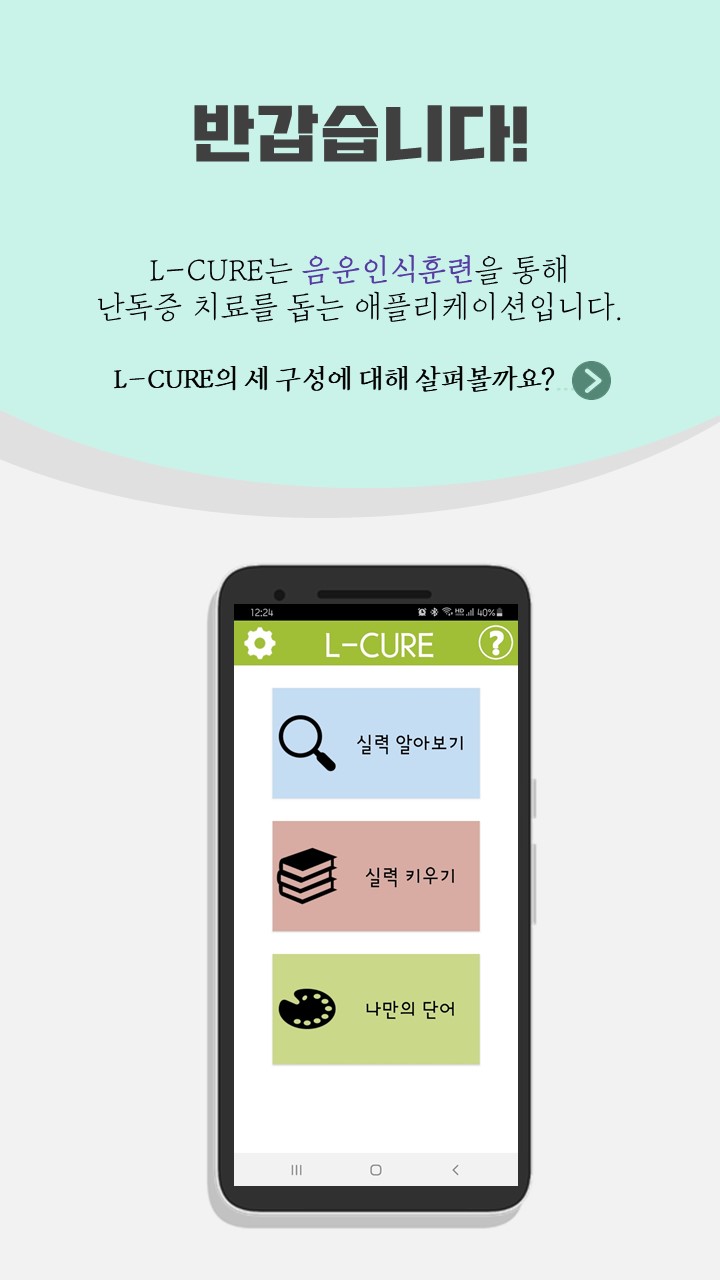 반갑습니다!
L-CURE는 음운인식훈련을 통해
난독증 치료를 돕는 애플리케이션입니다.
L-CURE의 세 구성에 대해 살펴볼까요?...
12:24 HD 40%
L-CURE ?
실력 알아보기
실력 키우기
나만의 단어